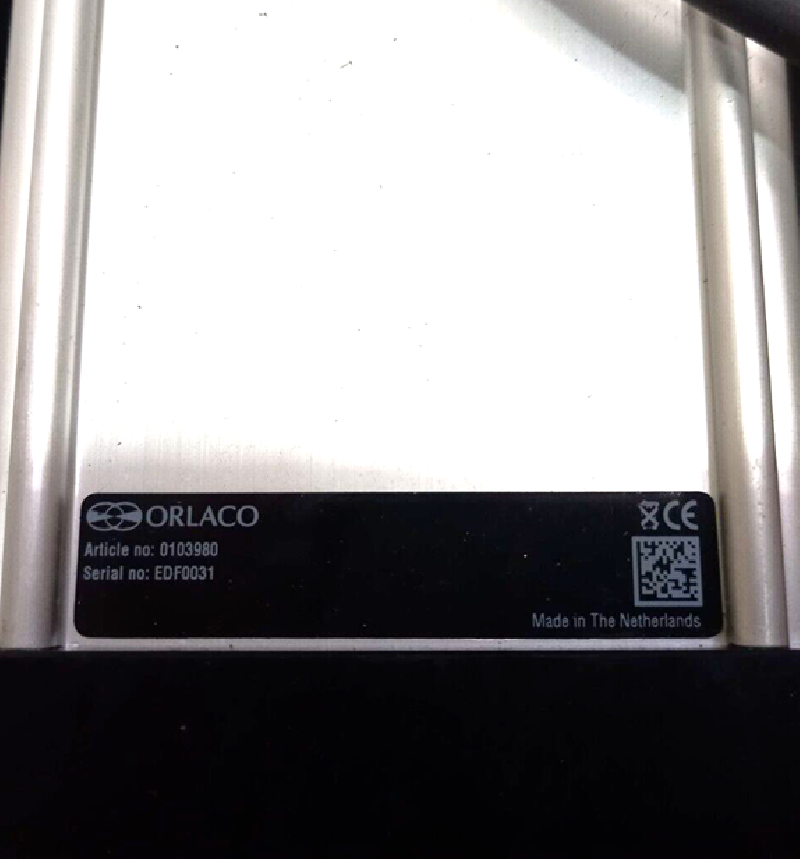 ORLACO
CE
Article no: 0103980
Serial no: EDF0031
Made in The Netherlands